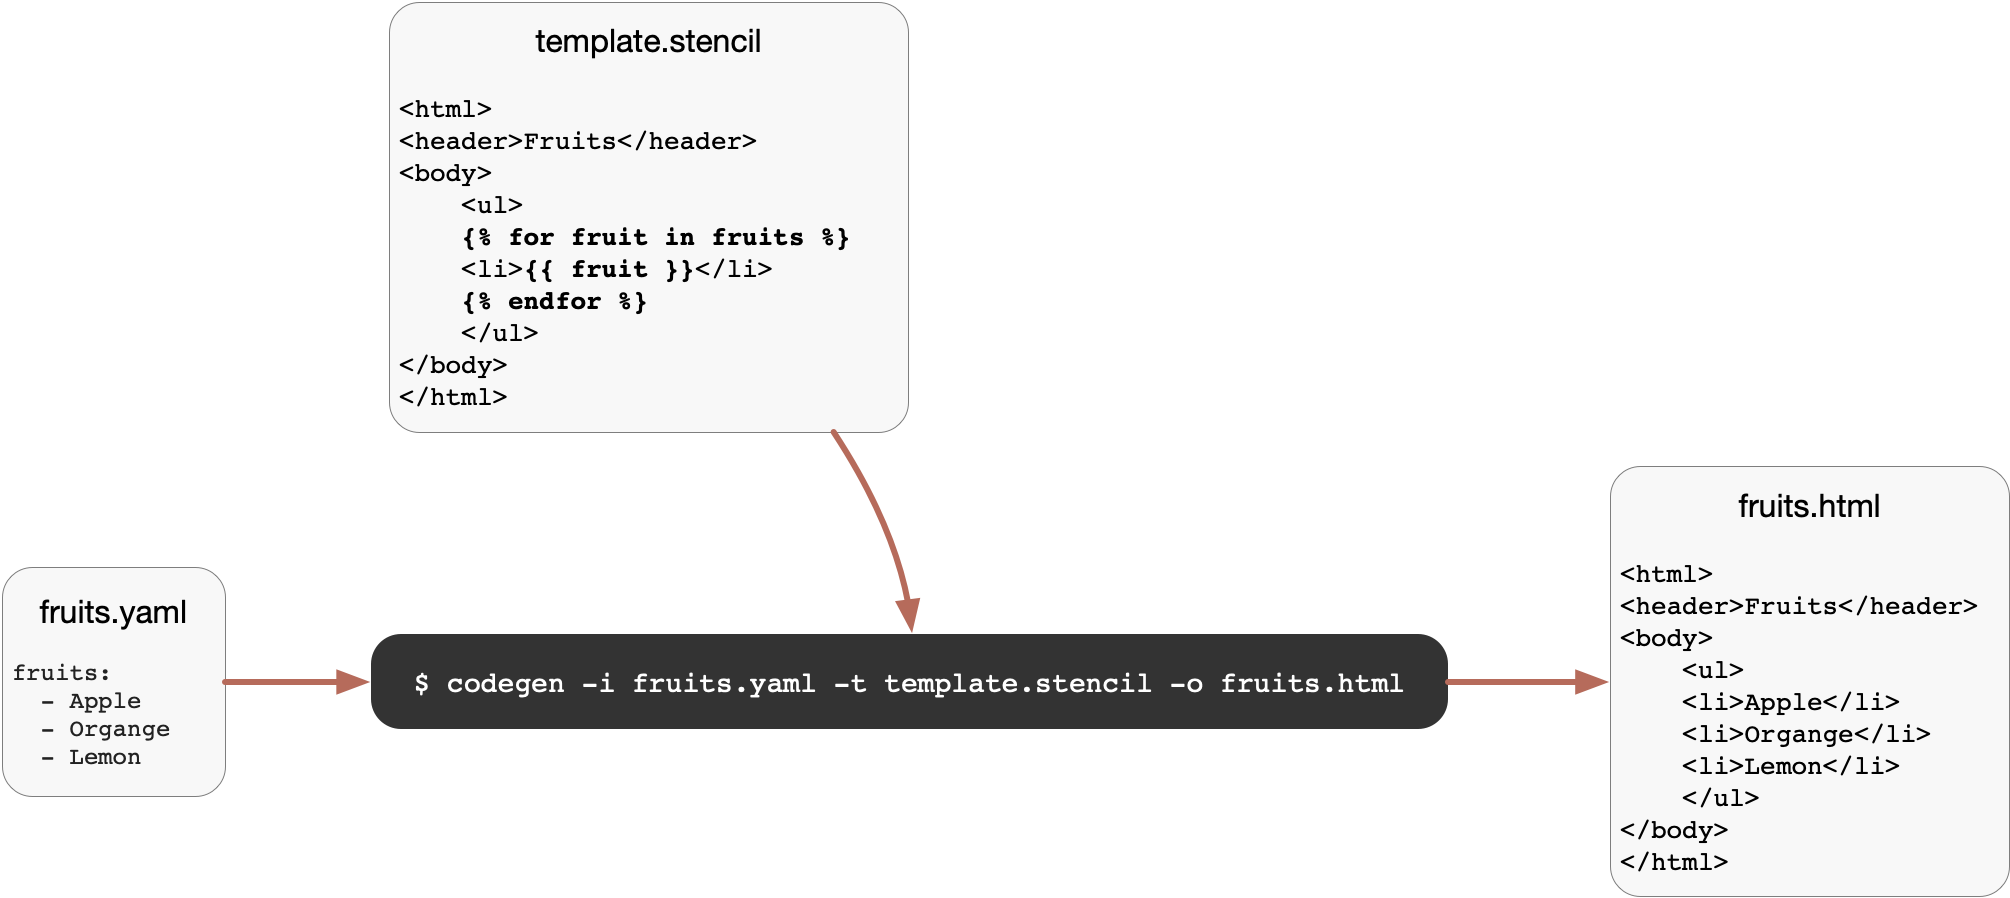 template.stencil
<html>
<header>Fruits</header>
<body>
    <ul>
    {% for fruit in fruits %}
    <li>{{ fruit }}</li>
    {% endfor %}
    </ul>
</body>
</html>
fruits.yaml
fruits:
  - Apple
  - Organge
  - Lemon
$ codegen -i fruits.yaml -t template.stencil -o fruits.html
fruits.html
<html>
<header>Fruits</header>
<body>
    <ul>
    <li>Apple</li>
    <li>Organge</li>
    <li>Lemon</li>
    </ul>
</body>
</html>